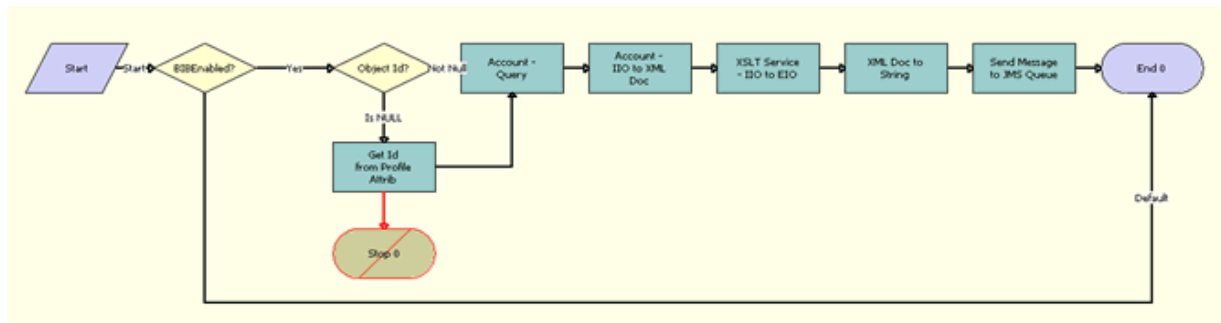 Start
Start
BIBEnabled?
Yes
Object Id?
Not Null
Account -
Query
Account -
IIO to XML
Doc
XSLT Service
- IIO to EIO
XML Doc to
String
Send Message
to JMS Queue
End 0
Is NULL
Get Id
from Profile
Attrib
Default
Stop 0